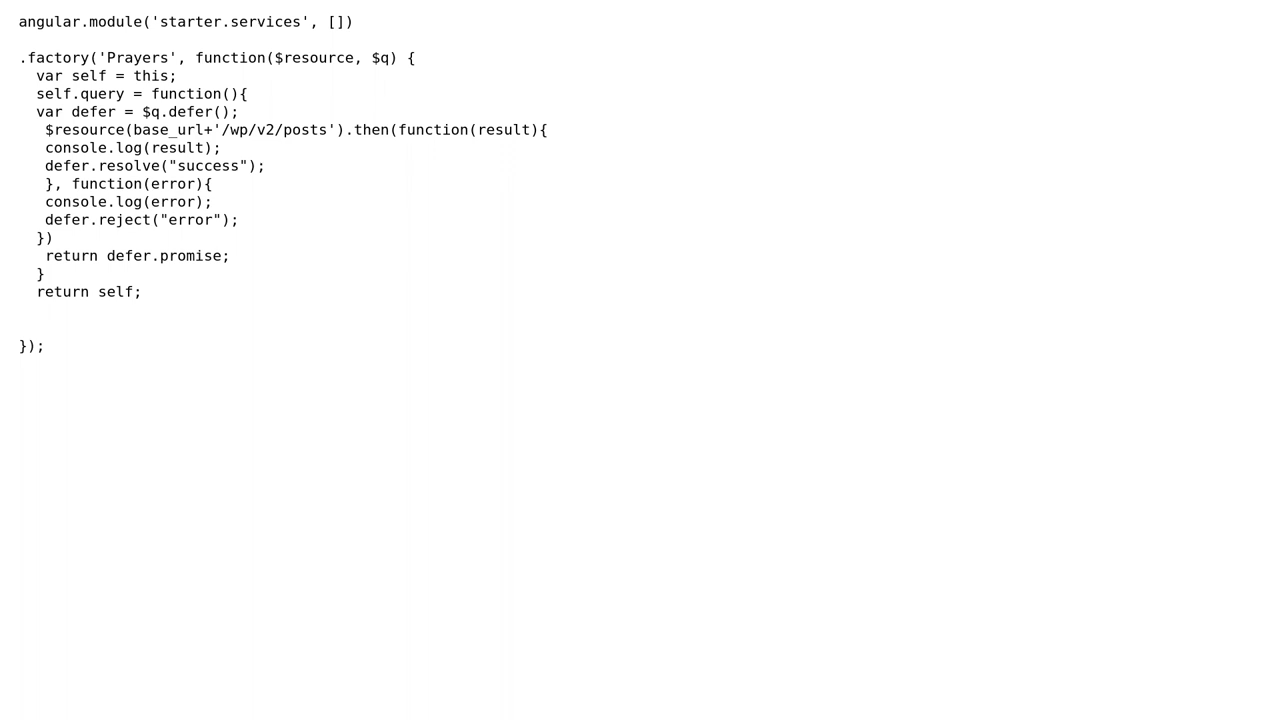 angular.module('starter.services', [])
.factory('Prayers', function($resource, $q) {
  var self = this;
  self.query = function(){
  var defer = $q.defer();
   $resource(base_url+'/wp/v2/posts').then(function(result){
   console.log(result);
   defer.resolve("success");
   }, function(error){
   console.log(error);
   defer.reject("error");
  })
   return defer.promise;
  }
  return self;
});